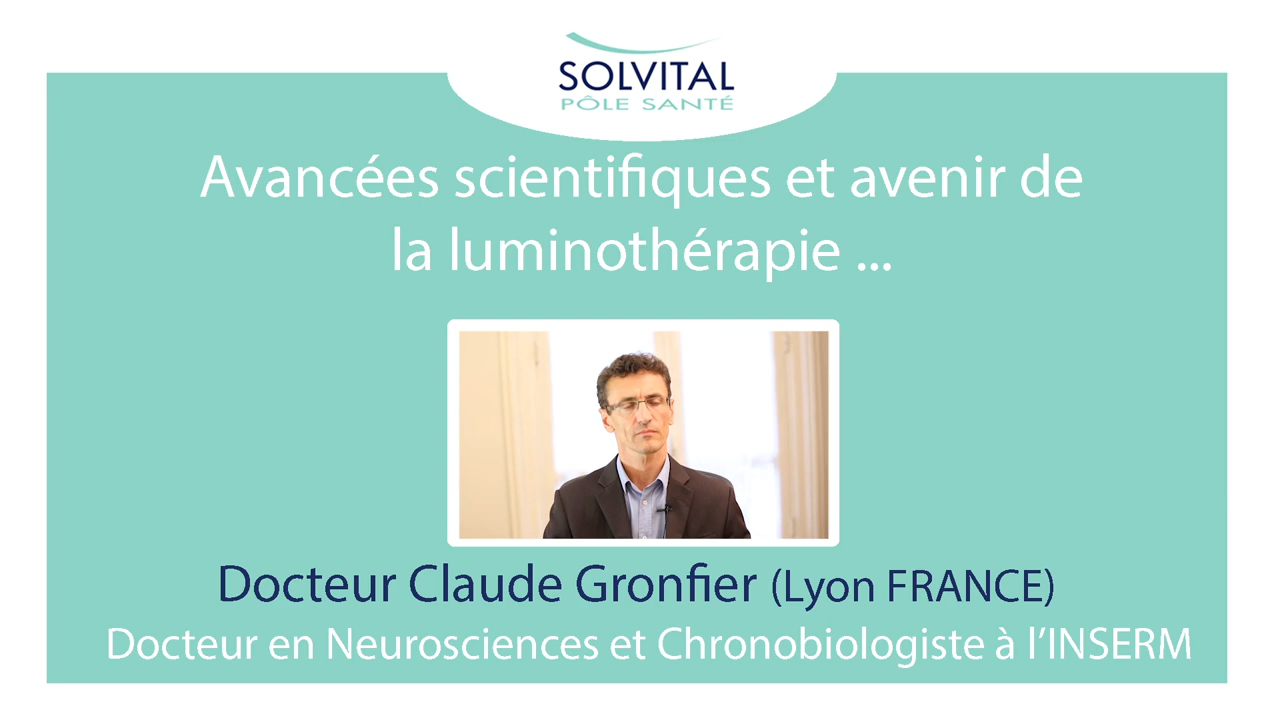 SOLVITAL
PÔLE SANTÉ
Avancées scientifiques et avenir de
la luminothérapie ...
Docteur Claude Gronfier (Lyon FRANCE)
Docteur en Neurosciences et Chronobiologiste à l’INSERM